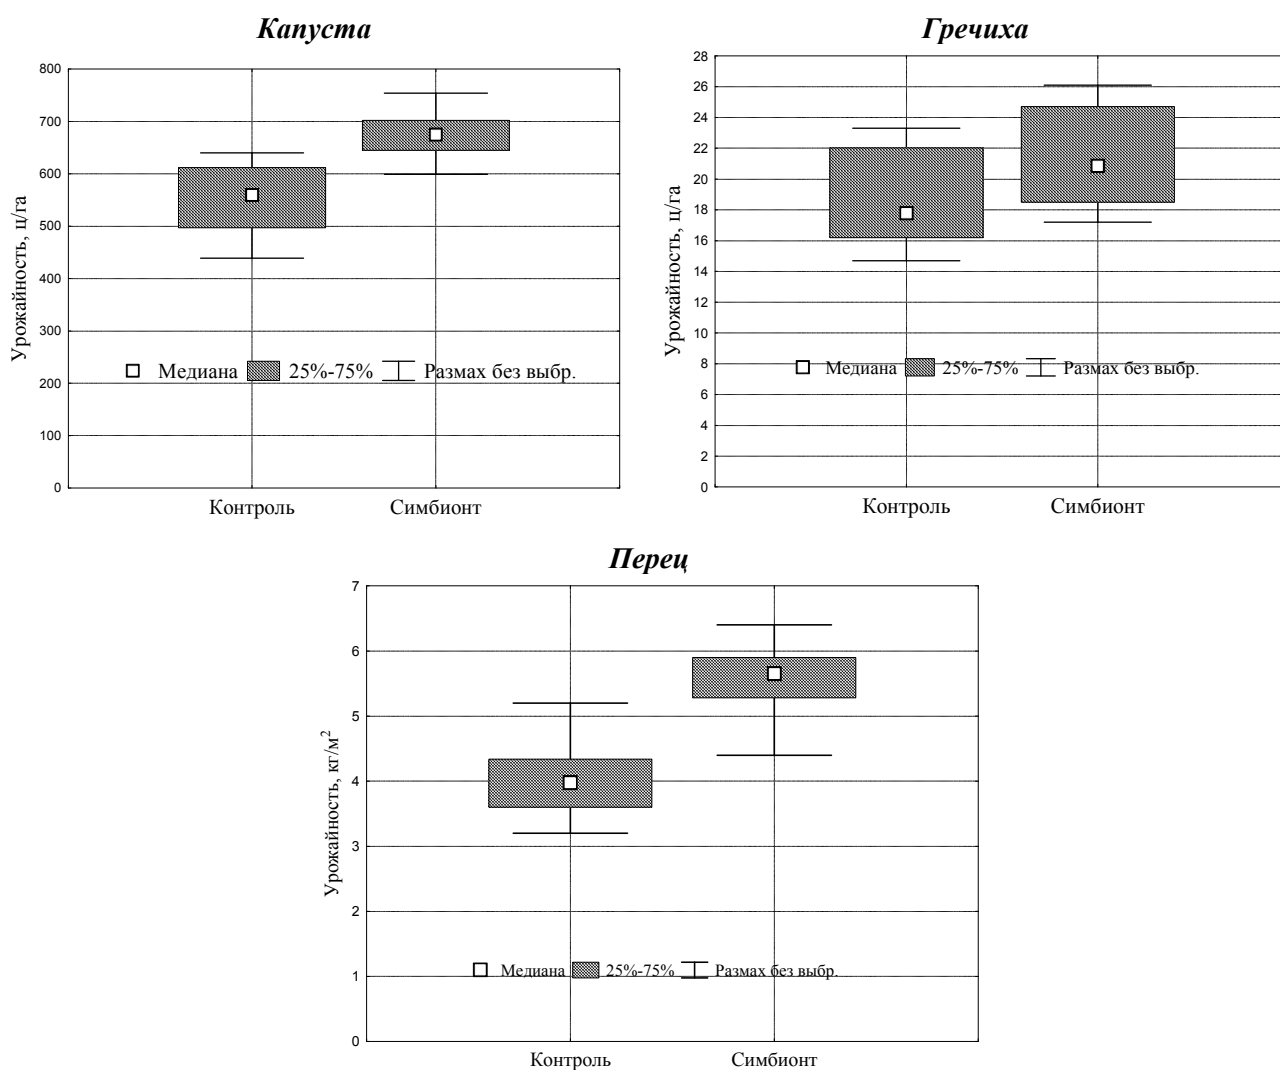 Капуста
Урожайность, ц/га
800
700
600
500
400
300
200
100
0
Медиана 25%-75% Размах без выбр.
Контроль Симбионт
Гречиха
Урожайность, ц/га
28
26
24
22
20
18
16
14
12
10
8
6
4
2
0
Медиана 25%-75% Размах без выбр.
Контроль Симбионт
Перец
Урожайность, кг/м²
7
6
5
4
3
2
1
0
Медиана 25%-75% Размах без выбр.
Контроль Симбионт